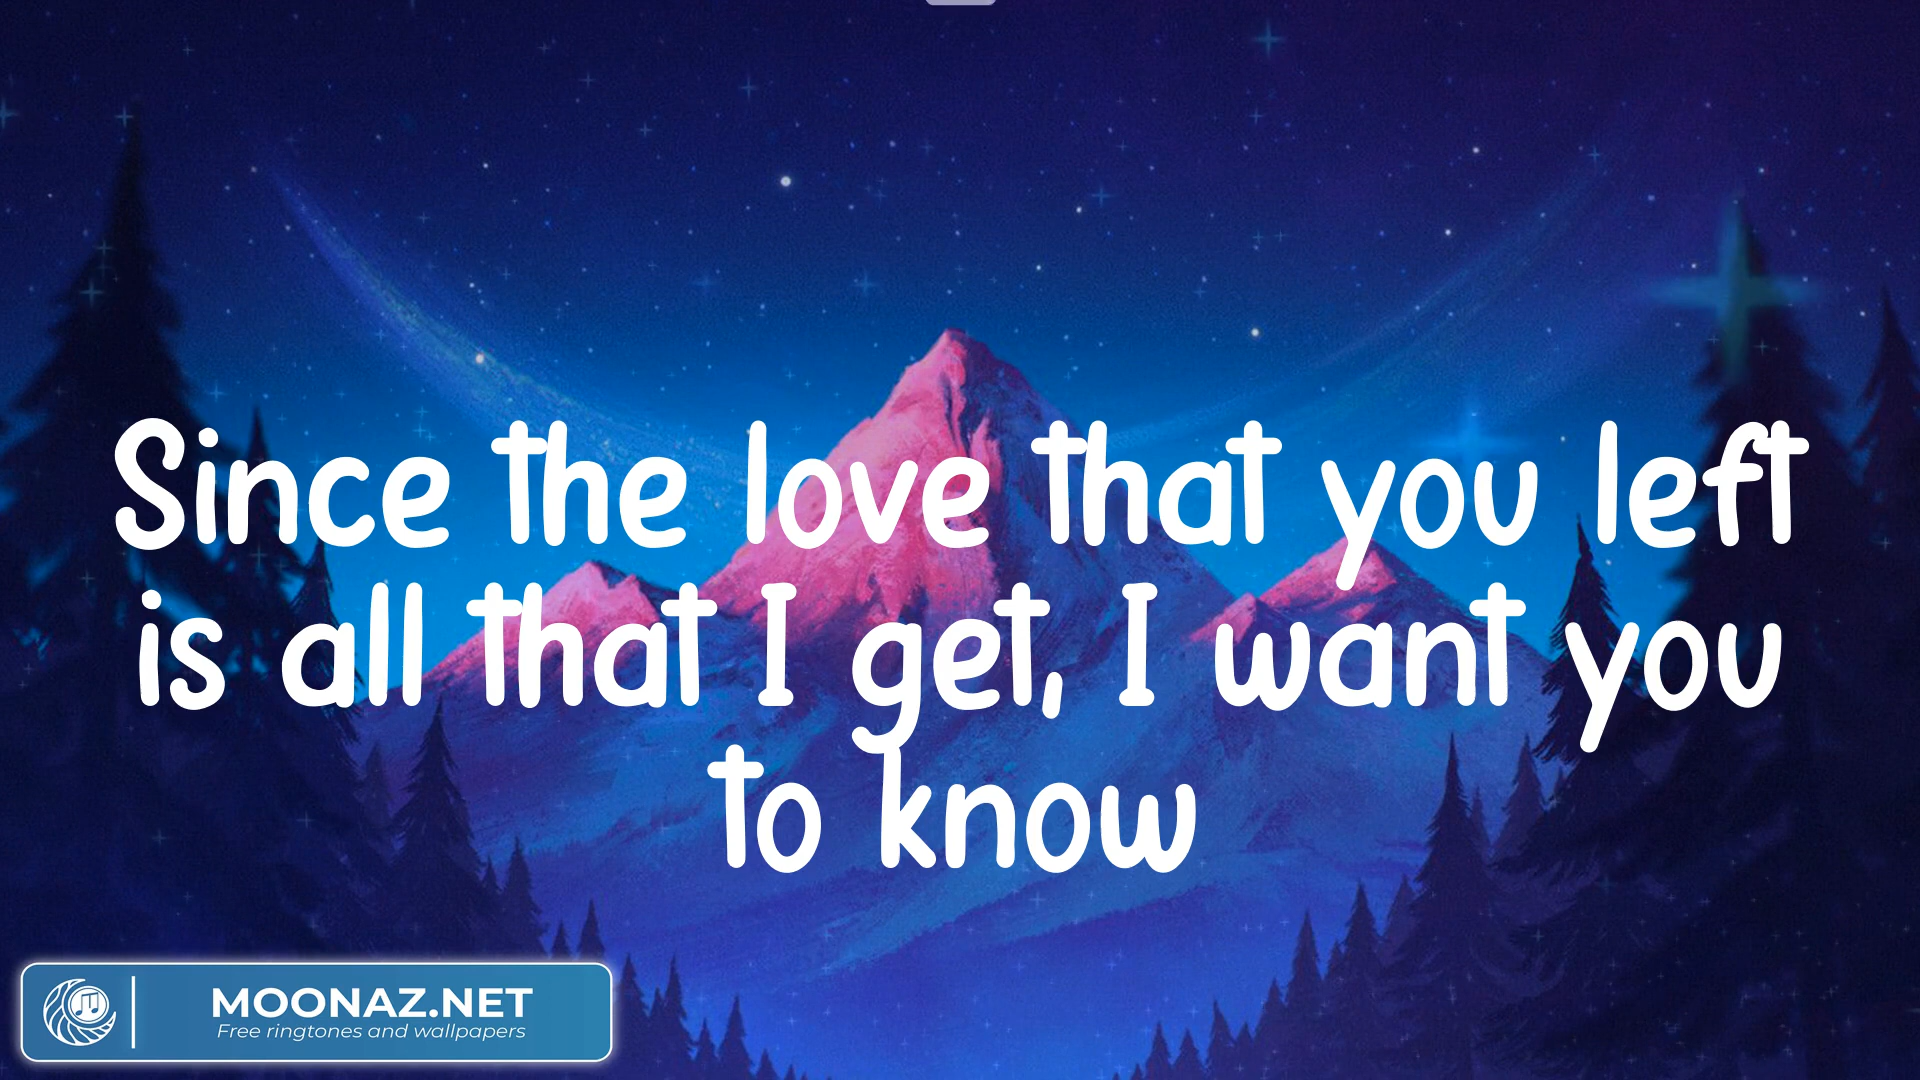 Since the love that you left
is all that I get, I want you
to know
MOONAZ.NET
Free ringtones and wallpapers